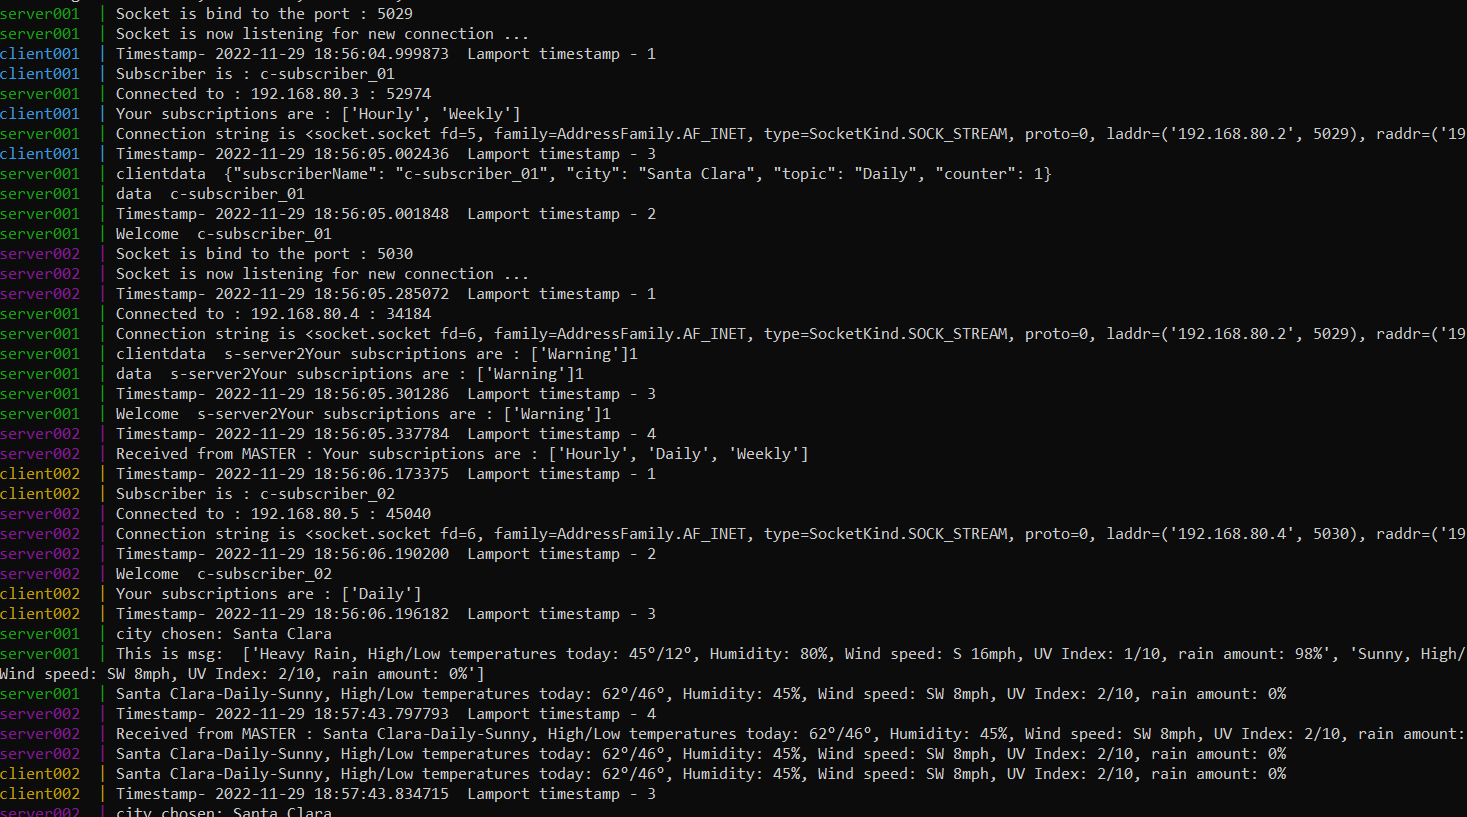 server001 | Socket is bind to the port : 5029
server001 | Socket is now listening for new connection ...
client001 | Timestamp- 2022-11-29 18:56:04.999873 Lamport timestamp - 1
client001 | Subscriber is : c-subscriber_01
server001 | Connected to : 192.168.80.3 : 52974
client001 | Your subscriptions are : ['Hourly', 'Weekly']
server001 | Connection string is <socket.socket fd=5, family=AddressFamily.AF_INET, type=SocketKind.SOCK_STREAM, proto=0, laddr=('192.168.80.2', 5029), raddr=('19
client001 | Timestamp- 2022-11-29 18:56:05.002436 Lamport timestamp - 3
server001 | clientdata {"subscriberName": "c-subscriber_01", "city": "Santa Clara", "topic": "Daily", "counter": 1}
server001 | data c-subscriber_01
server001 | Timestamp- 2022-11-29 18:56:05.001848 Lamport timestamp - 2
server001 | Welcome c-subscriber_01
server002 | Socket is bind to the port : 5030
server002 | Socket is now listening for new connection ...
server002 | Timestamp- 2022-11-29 18:56:05.285072 Lamport timestamp - 1
server001 | Connected to : 192.168.80.4 : 34184
server001 | Connection string is <socket.socket fd=6, family=AddressFamily.AF_INET, type=SocketKind.SOCK_STREAM, proto=0, laddr=('192.168.80.2', 5029), raddr=('19
server001 | clientdata s-server2Your subscriptions are : ['Warning']1
server001 | data s-server2Your subscriptions are : ['Warning']1
server001 | Timestamp- 2022-11-29 18:56:05.301286 Lamport timestamp - 3
server001 | Welcome s-server2Your subscriptions are : ['Warning']1
server002 | Timestamp- 2022-11-29 18:56:05.337784 Lamport timestamp - 4
server002 | Received from MASTER : Your subscriptions are : ['Hourly', 'Daily', 'Weekly']
client002 | Timestamp- 2022-11-29 18:56:06.173375 Lamport timestamp - 1
client002 | Subscriber is : c-subscriber_02
server002 | Connected to : 192.168.80.5 : 45040
server002 | Connection string is <socket.socket fd=6, family=AddressFamily.AF_INET, type=SocketKind.SOCK_STREAM, proto=0, laddr=('192.168.80.4', 5030), raddr=('19
server002 | Timestamp- 2022-11-29 18:56:06.190200 Lamport timestamp - 2
server002 | Welcome c-subscriber_02
client002 | Your subscriptions are : ['Daily']
client002 | Timestamp- 2022-11-29 18:56:06.196182 Lamport timestamp - 3
server001 | city chosen: Santa Clara
server001 | This is msg: ['Heavy Rain, High/Low temperatures today: 45º/12º, Humidity: 80%, Wind speed: S 16mph, UV Index: 1/10, rain amount: 98%', 'Sunny, High/
Wind speed: SW 8mph, UV Index: 2/10, rain amount: 0%']
server001 | Santa Clara-Daily-Sunny, High/Low temperatures today: 62º/46º, Humidity: 45%, Wind speed: SW 8mph, UV Index: 2/10, rain amount: 0%
server002 | Timestamp- 2022-11-29 18:57:43.797793 Lamport timestamp - 4
server002 | Received from MASTER : Santa Clara-Daily-Sunny, High/Low temperatures today: 62º/46º, Humidity: 45%, Wind speed: SW 8mph, UV Index: 2/10, rain amount:
server002 | Santa Clara-Daily-Sunny, High/Low temperatures today: 62º/46º, Humidity: 45%, Wind speed: SW 8mph, UV Index: 2/10, rain amount: 0%
client002 | Santa Clara-Daily-Sunny, High/Low temperatures today: 62º/46º, Humidity: 45%, Wind speed: SW 8mph, UV Index: 2/10, rain amount: 0%
client002 | Timestamp- 2022-11-29 18:57:43.834715 Lamport timestamp - 3
server002 | city chosen: Santa Clara